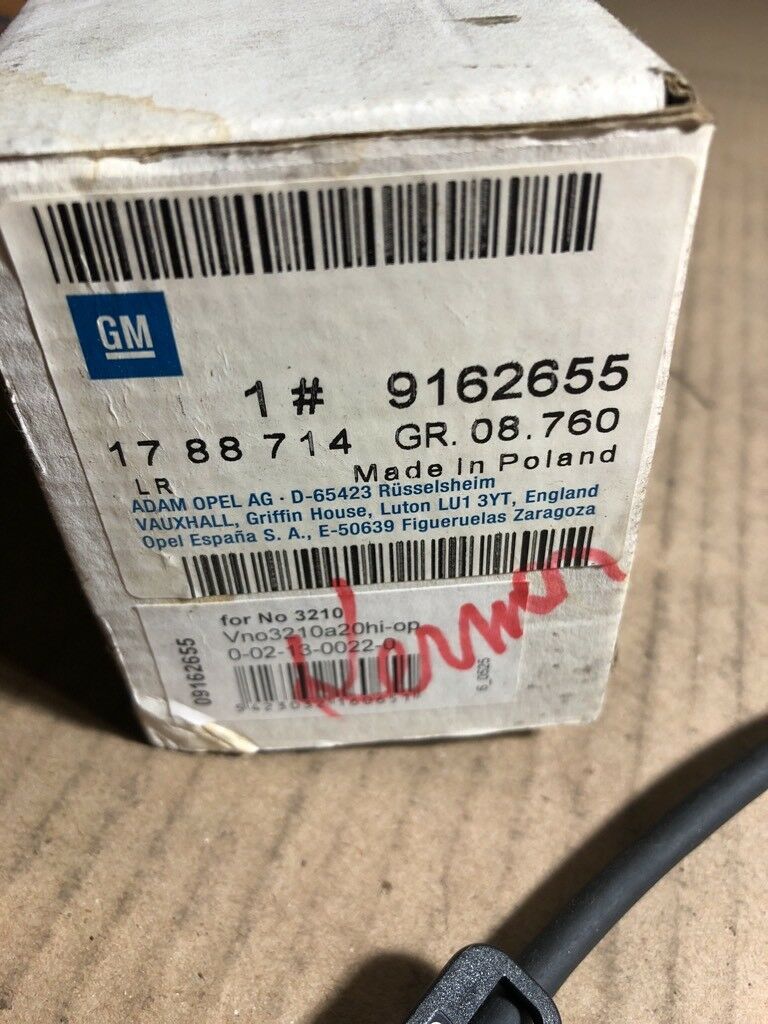 GM
1 # 9162655
17 88 714 GR. 08.760
LR Made in Poland
ADAM OPEL AG · D-65423 Rüsselsheim
VAUXHALL, Griffin House, Luton LU1 3YT, England
Opel España S. A., E-50639 Figueruelas Zaragoza
for No 3210
Vno3210a20hi-op
0-02-13-0022-0
09162655
6_0525